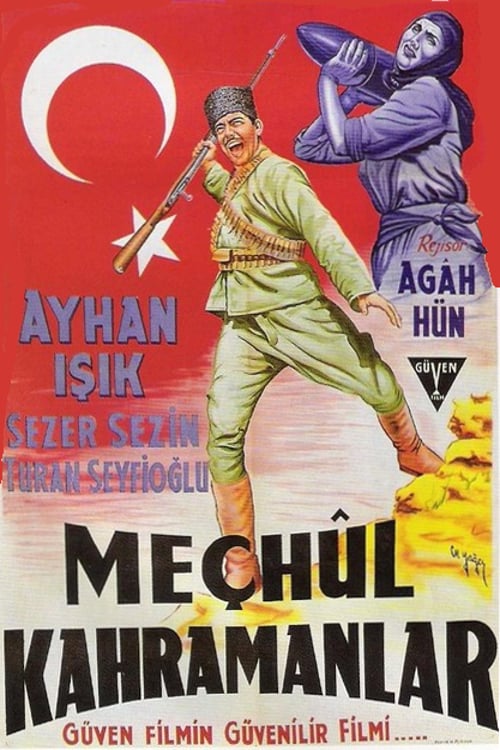 Rejisör
AGÂH
HÜN
GÜVEN
FİLM
AYHAN
IŞIK
SEZER SEZİN
TURAN SEYFİOĞLU
MEÇHÛL
KAHRAMANLAR
GÜVEN FİLMİN GÜVENİLİR FİLMİ .....